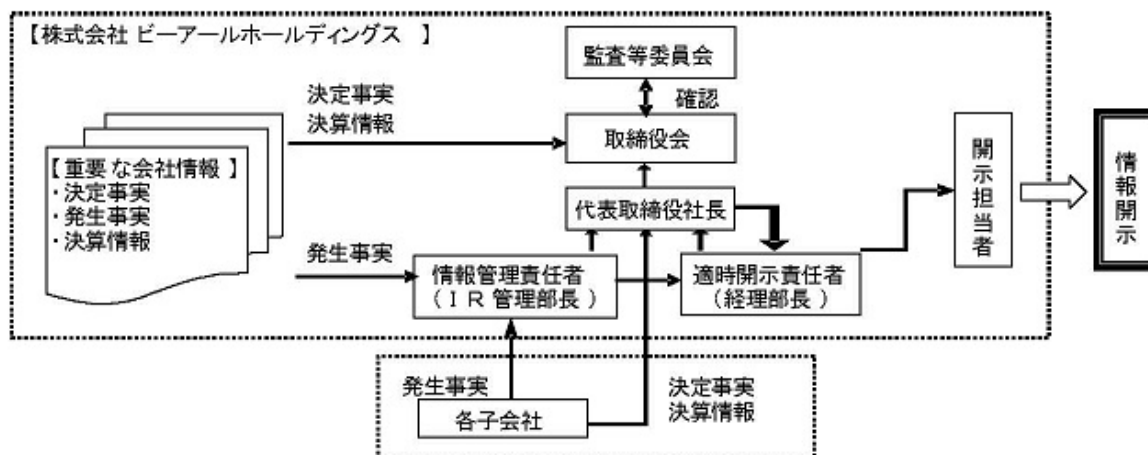 【株式会社 ビーアールホールディングス 】
監査等委員会
確認
決定事実
決算情報
取締役会
【重要な会社情報】
・決定事実
・発生事実
・決算情報
代表取締役社長
発生事実
情報管理責任者
（ＩＲ管理部長）
適時開示責任者
（経理部長）
開示担当者
情報開示
発生事実
各子会社
決定事実
決算情報